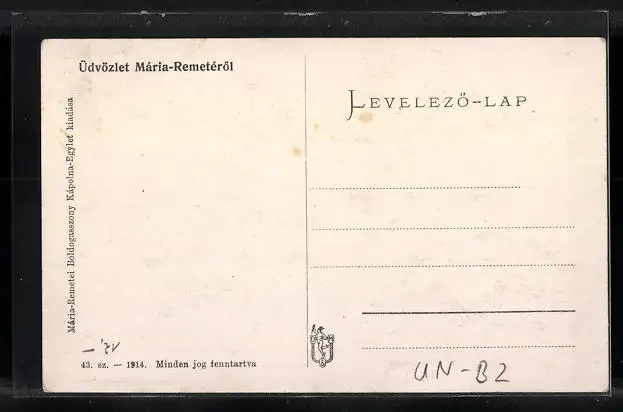 Üdvözlet Mária-Remetéről
LEVELEZŐ-LAP
Mária-Remetei Boldogasszony Kápolna-Egylet kiadása
43. sz. — 1914. Minden jog fenntartva
UN-B2